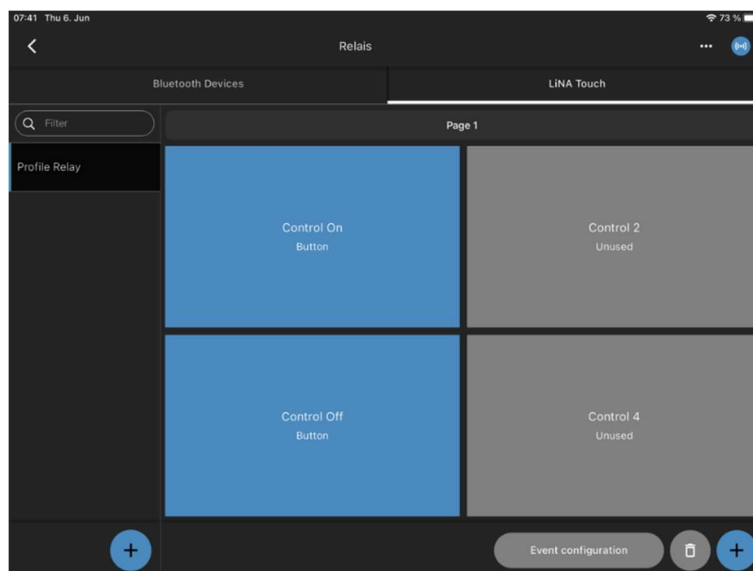 07:41 Thu 6. Jun
73 %
Relais
Bluetooth Devices
LiNA Touch
Filter
Page 1
Profile Relay
Control On
Button
Control 2
Unused
Control Off
Button
Control 4
Unused
Event configuration